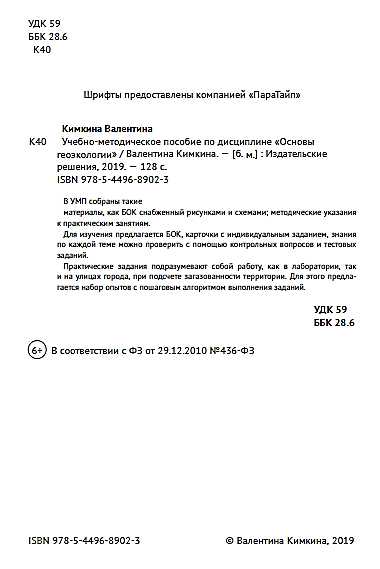 УДК 59
ББК 28.6
К40
Шрифты предоставлены компанией «ПараТайп»
Кимкина Валентина
К40 Учебно-методическое пособие по дисциплине «Основы
геоэкологии» / Валентина Кимкина. — [б. м.] : Издательские
решения, 2019. — 128 с.
ISBN 978-5-4496-8902-3
В УМП собраны такие
материалы, как БОК снабженный рисунками и схемами; методические указания
к практическим занятиям.
Для изучения предлагается БОК, карточки с индивидуальным заданием, знания
по каждой теме можно проверить с помощью контрольных вопросов и тестовых
заданий.
Практические задания подразумевают собой работу, как в лаборатории, так
и на улицах города, при подсчете загазованности территории. Для этого предла-
гается набор опытов с пошаговым алгоритмом выполнения заданий.
УДК 59
ББК 28.6
6+ В соответствии с ФЗ от 29.12.2010 №436-ФЗ
ISBN 978-5-4496-8902-3 © Валентина Кимкина, 2019